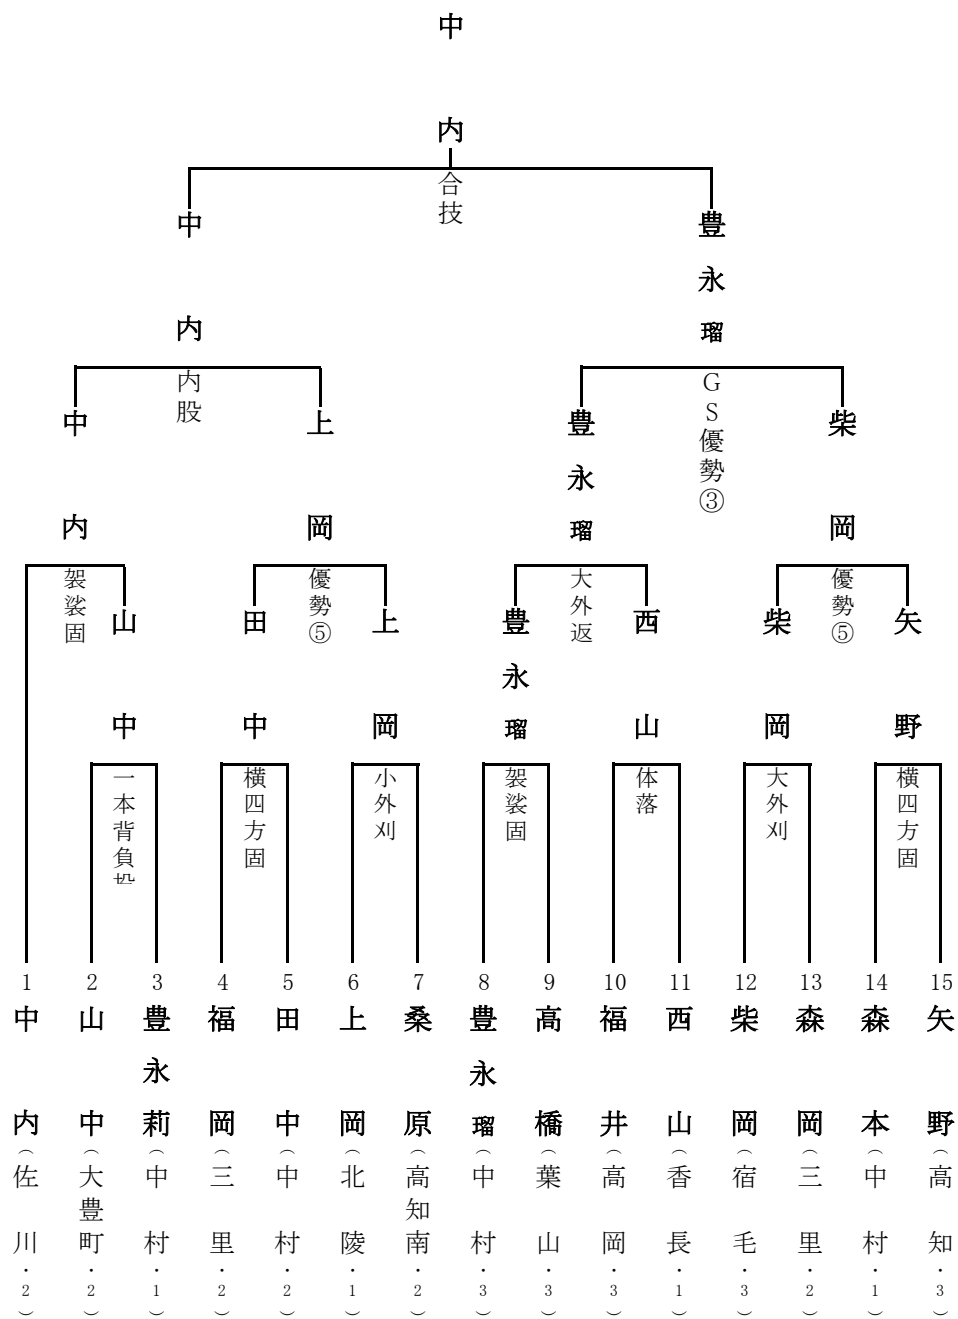 中内
合技
中内
豊永瑠
内股
GS優勢③
中内
上岡
豊永瑠
柴岡
袈裟固
優勢⑤
大外返
優勢⑤
山中
田中
上岡
豊永瑠
西山
柴岡
矢野
一本背負投
横四方固
小外刈
袈裟固
体落
大外刈
横四方固
1 中内（佐川・2）
2 山中（大豊町・2）
3 豊永莉（中村・1）
4 福岡（三里・2）
5 田中（中村・2）
6 上岡（北陵・1）
7 桑原（高知南・2）
8 豊永瑠（中村・3）
9 高橋（葉山・3）
10 福井（高岡・3）
11 西山（香長・1）
12 柴岡（宿毛・3）
13 森岡（三里・2）
14 森本（中村・1）
15 矢野（高知・3）